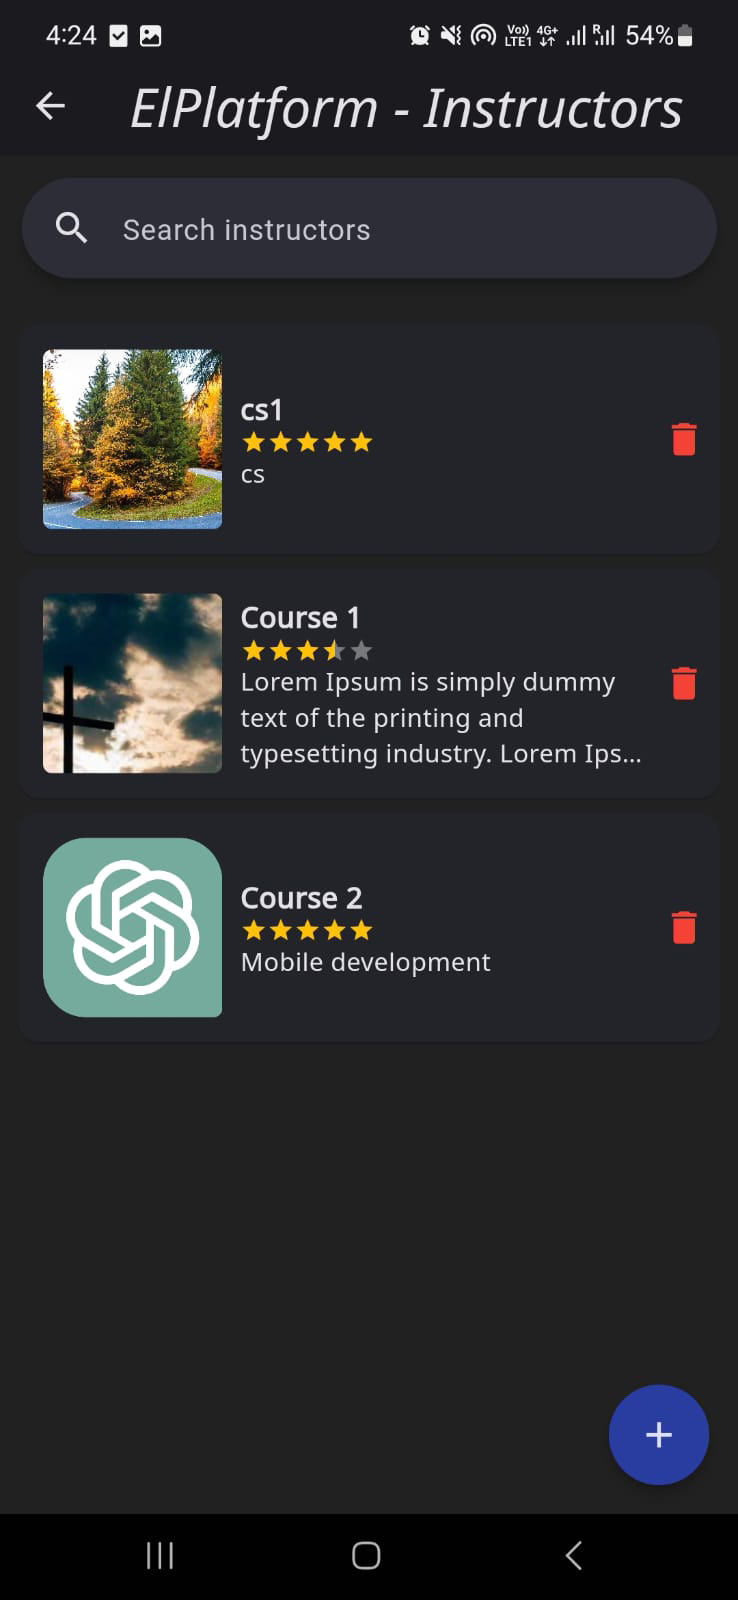 4:24
Vo)) 4G+ R 54%
LTE1
ElPlatform - Instructors
Search instructors
cs1
cs
Course 1
Lorem Ipsum is simply dummy
text of the printing and
typesetting industry. Lorem Ips...
Course 2
Mobile development